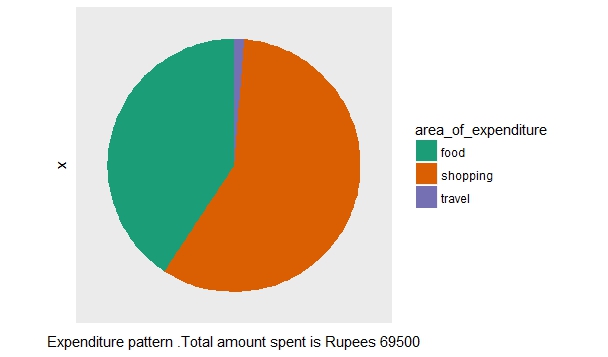 area_of_expenditure
food
shopping
travel
x
Expenditure pattern .Total amount spent is Rupees 69500